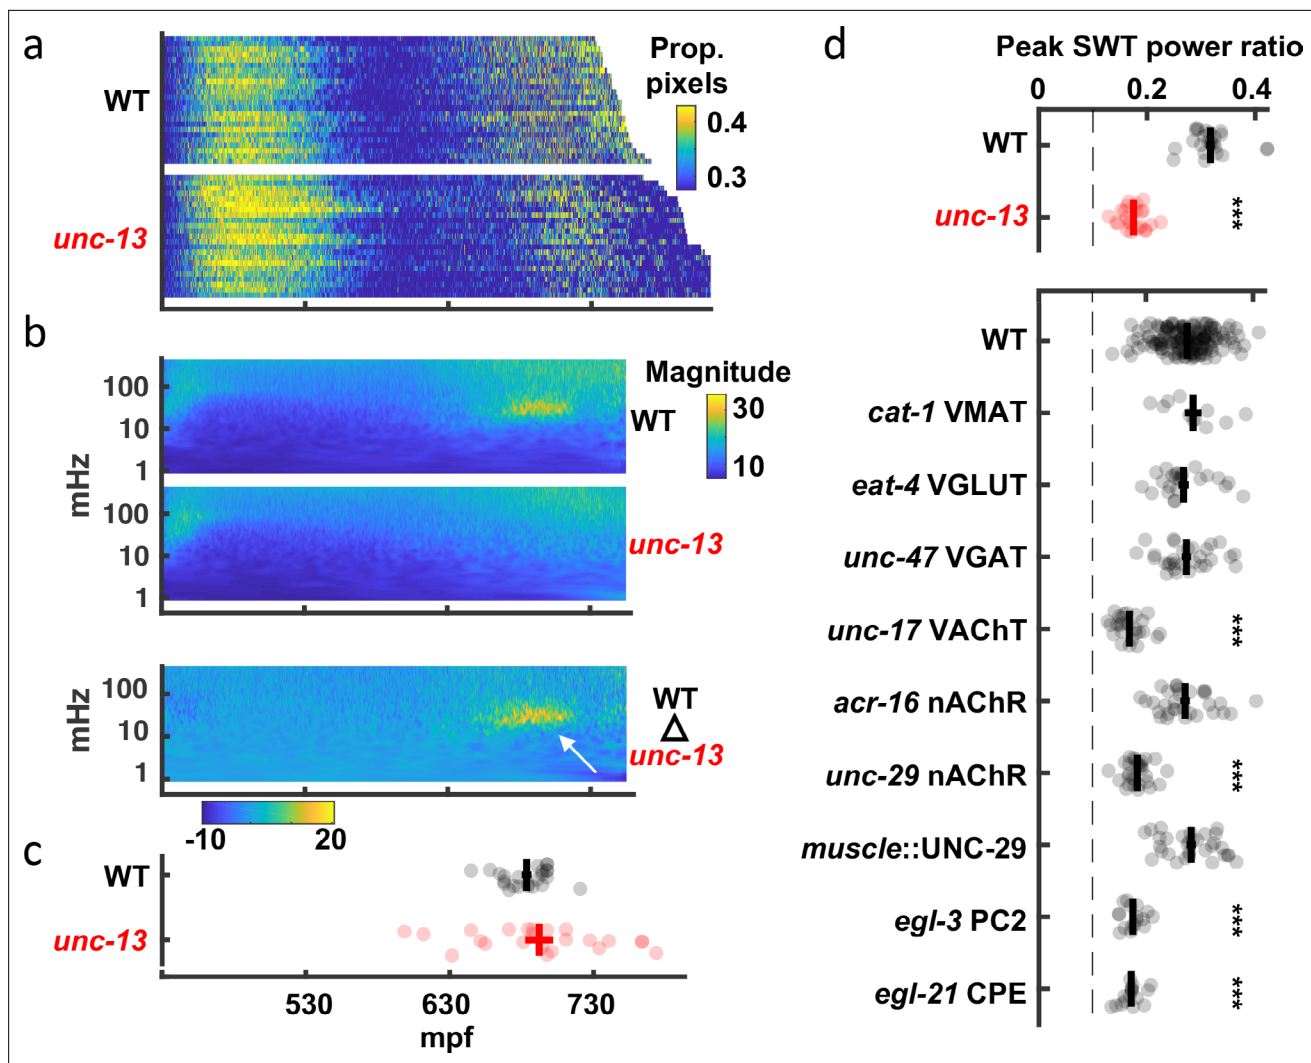 a
WT
unc-13
Prop.
pixels
0.4
0.3
b
mHz
100
10
1
100
10
1
Magnitude
30
10
WT
unc-13
530
630
730
mHz
100
10
1
WT
Δ
unc-13
-10
20
c
WT
unc-13
530
630
730
mpf
d
Peak SWT power ratio
0
0.2
0.4
WT
unc-13
***
WT
cat-1 VMAT
eat-4 VGLUT
unc-47 VGAT
unc-17 VAChT
***
acr-16 nAChR
unc-29 nAChR
***
muscle::UNC-29
egl-3 PC2
***
egl-21 CPE
***